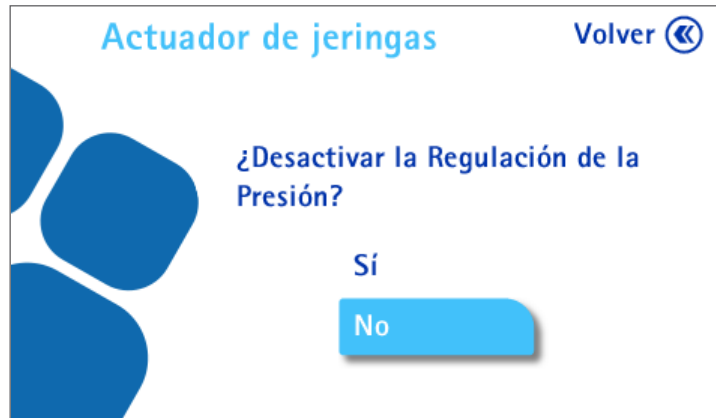 Actuador de jeringas
Volver
¿Desactivar la Regulación de la
Presión?
Sí
No